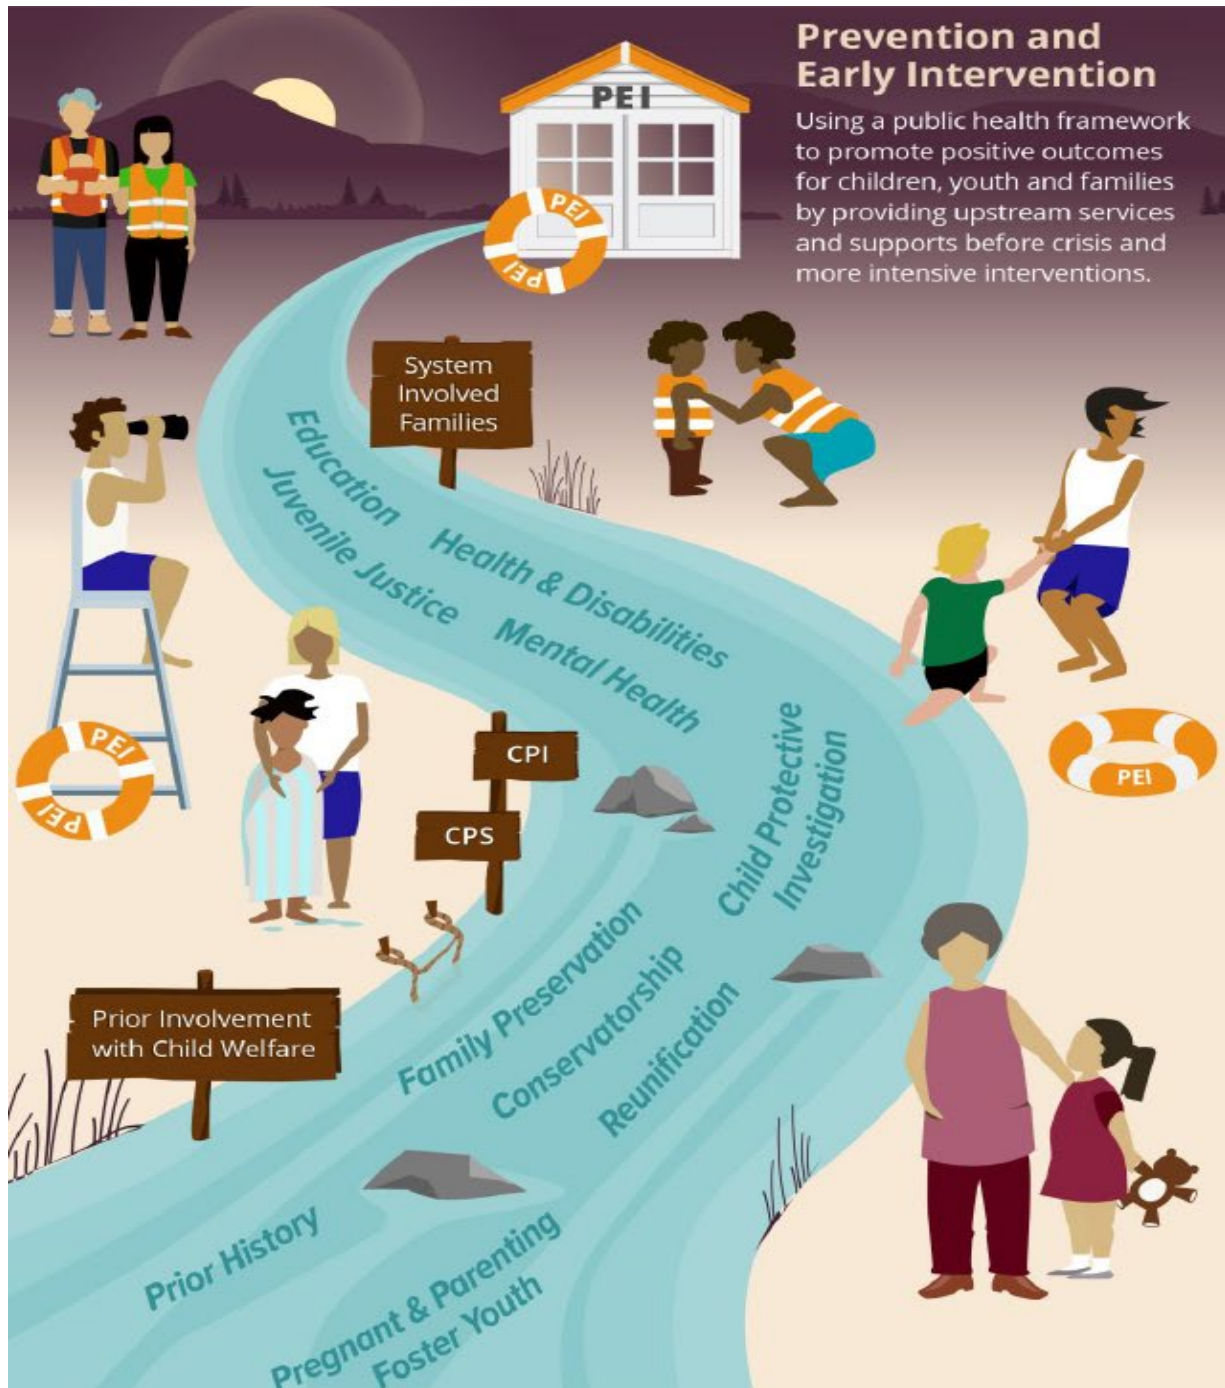 Prevention and
Early Intervention
Using a public health framework
to promote positive outcomes
for children, youth and families
by providing upstream services
and supports before crisis and
more intensive interventions.
PEI
PEI
PEI
System
Involved
Families
Education
Juvenile Justice
Health & Disabilities
Mental Health
PEI
PEI
CPI
CPS
Child Protective
Investigation
PEI
Prior Involvement
with Child Welfare
Family Preservation
Conservatorship
Reunification
Prior History
Pregnant & Parenting
Foster Youth